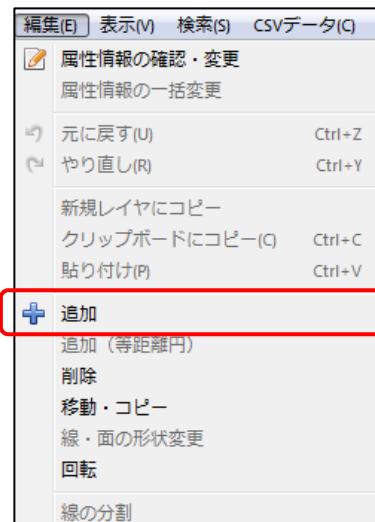 編集(E) 表示(V) 検索(S) CSVデータ(C)
属性情報の確認・変更
属性情報の一括変更
元に戻す(U) Ctrl+Z
やり直し(R) Ctrl+Y
新規レイヤにコピー
クリップボードにコピー(C) Ctrl+C
貼り付け(P) Ctrl+V
追加
追加（等距離円）
削除
移動・コピー
線・面の形状変更
回転
線の分割